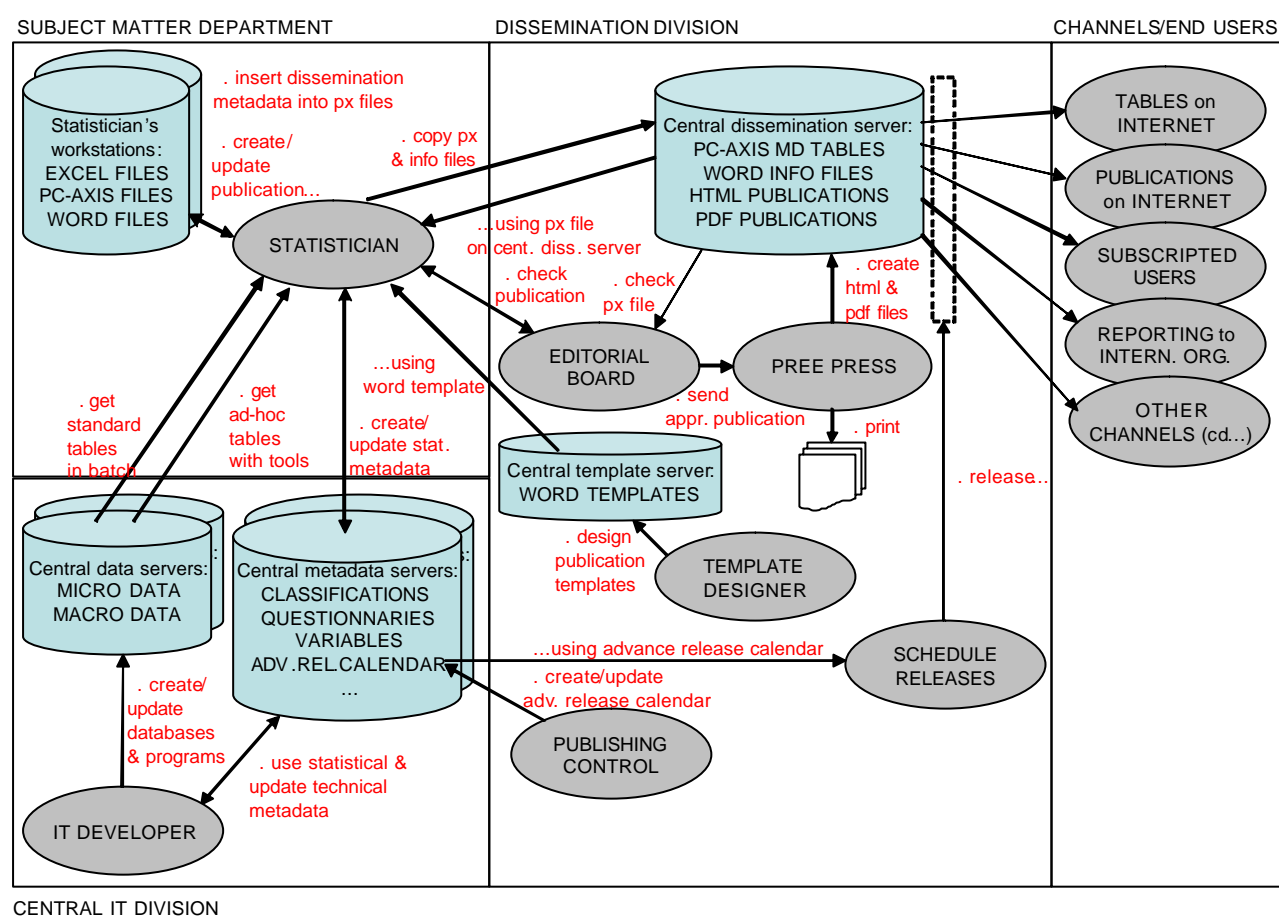 SUBJECT MATTER DEPARTMENT
DISSEMINATION DIVISION
CHANNELS/END USERS
. insert dissemination
metadata into px files
Statistician's
workstations:
EXCEL FILES
PC-AXIS FILES
WORD FILES
. create/
update
publication...
. copy px
& info files
STATISTICIAN
Central dissemination server:
PC-AXIS MD TABLES
WORD INFO FILES
HTML PUBLICATIONS
PDF PUBLICATIONS
TABLES on
INTERNET
PUBLICATIONS
on INTERNET
SUBSCRIPTED
USERS
REPORTING to
INTERN. ORG.
OTHER
CHANNELS (cd...)
...using px file
on cent. diss. server
. check
publication
. check
px file
. create
html &
pdf files
EDITORIAL
BOARD
PREE PRESS
. send
appr. publication
. print
...using
word template
. get
standard
tables
in batch
. get
ad-hoc
tables
with tools
. create/
update stat.
metadata
Central template server:
WORD TEMPLATES
. release...
. design
publication
templates
TEMPLATE
DESIGNER
:
Central data servers:
MICRO DATA
MACRO DATA
s:
Central metadata servers:
CLASSIFICATIONS
QUESTIONNARIES
VARIABLES
ADV.REL.CALENDAR
...
...using advance release calendar
SCHEDULE
RELEASES
. create/update
adv. release calendar
PUBLISHING
CONTROL
. create/
update
databases
& programs
. use statistical &
update technical
metadata
IT DEVELOPER
CENTRAL IT DIVISION